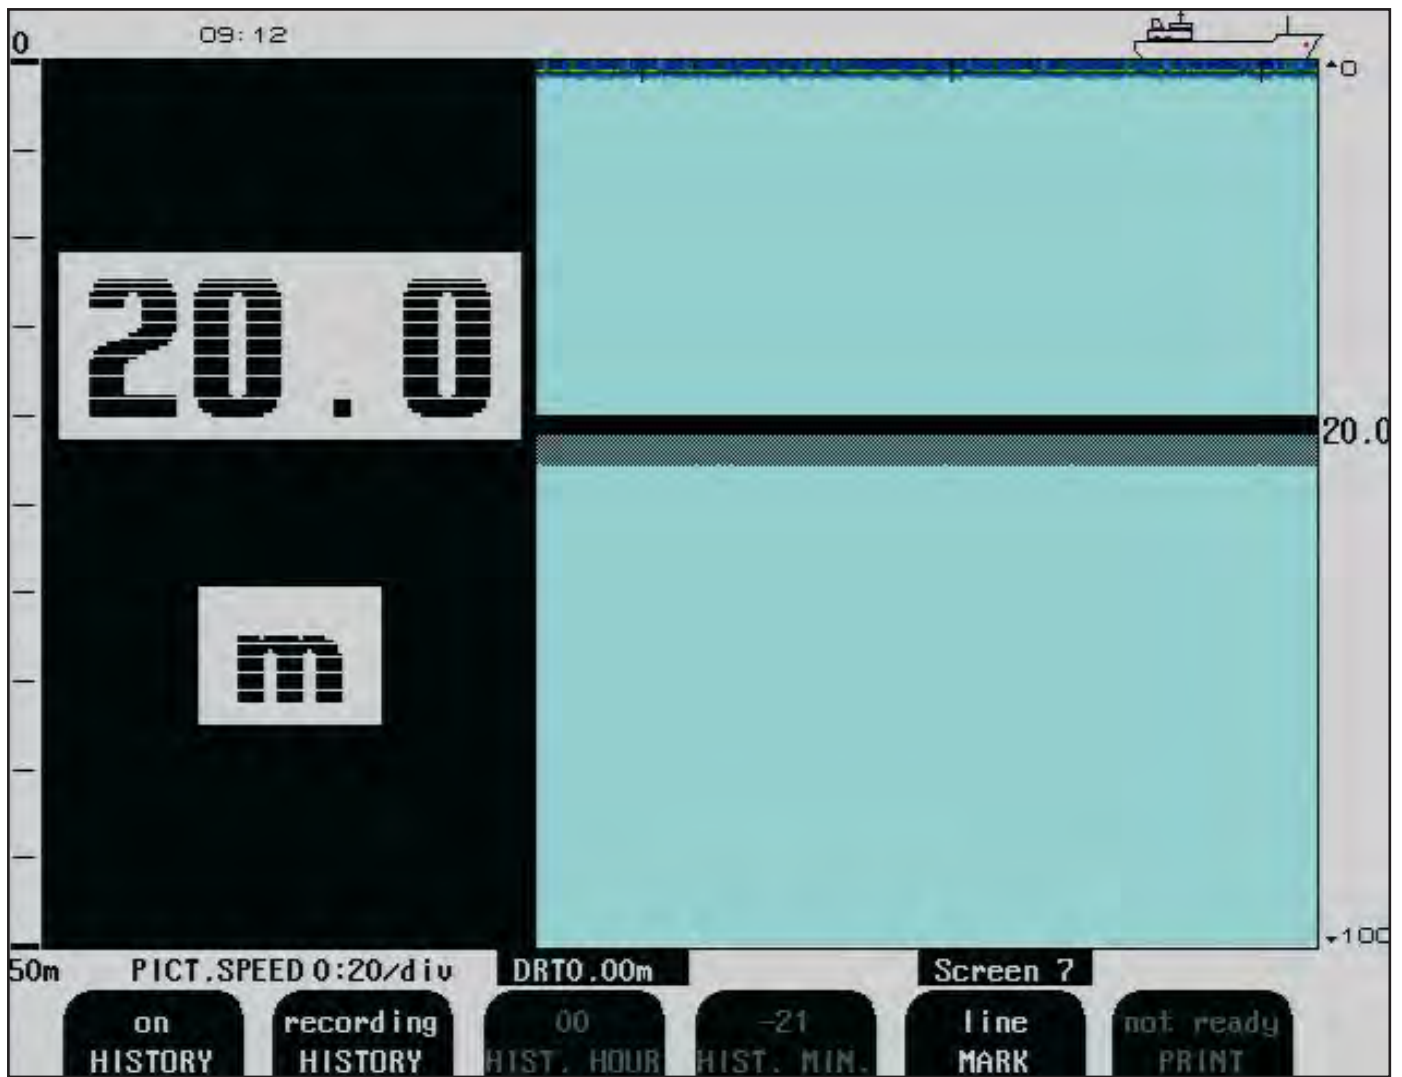 0
09:12
0
20.0
20.0
m
100
50m
PICT.SPEED 0:20/div
DRT0.00m
Screen 7
on
HISTORY
recording
HISTORY
00
HIST. HOUR
-21
HIST. MIN.
line
MARK
not ready
PRINT